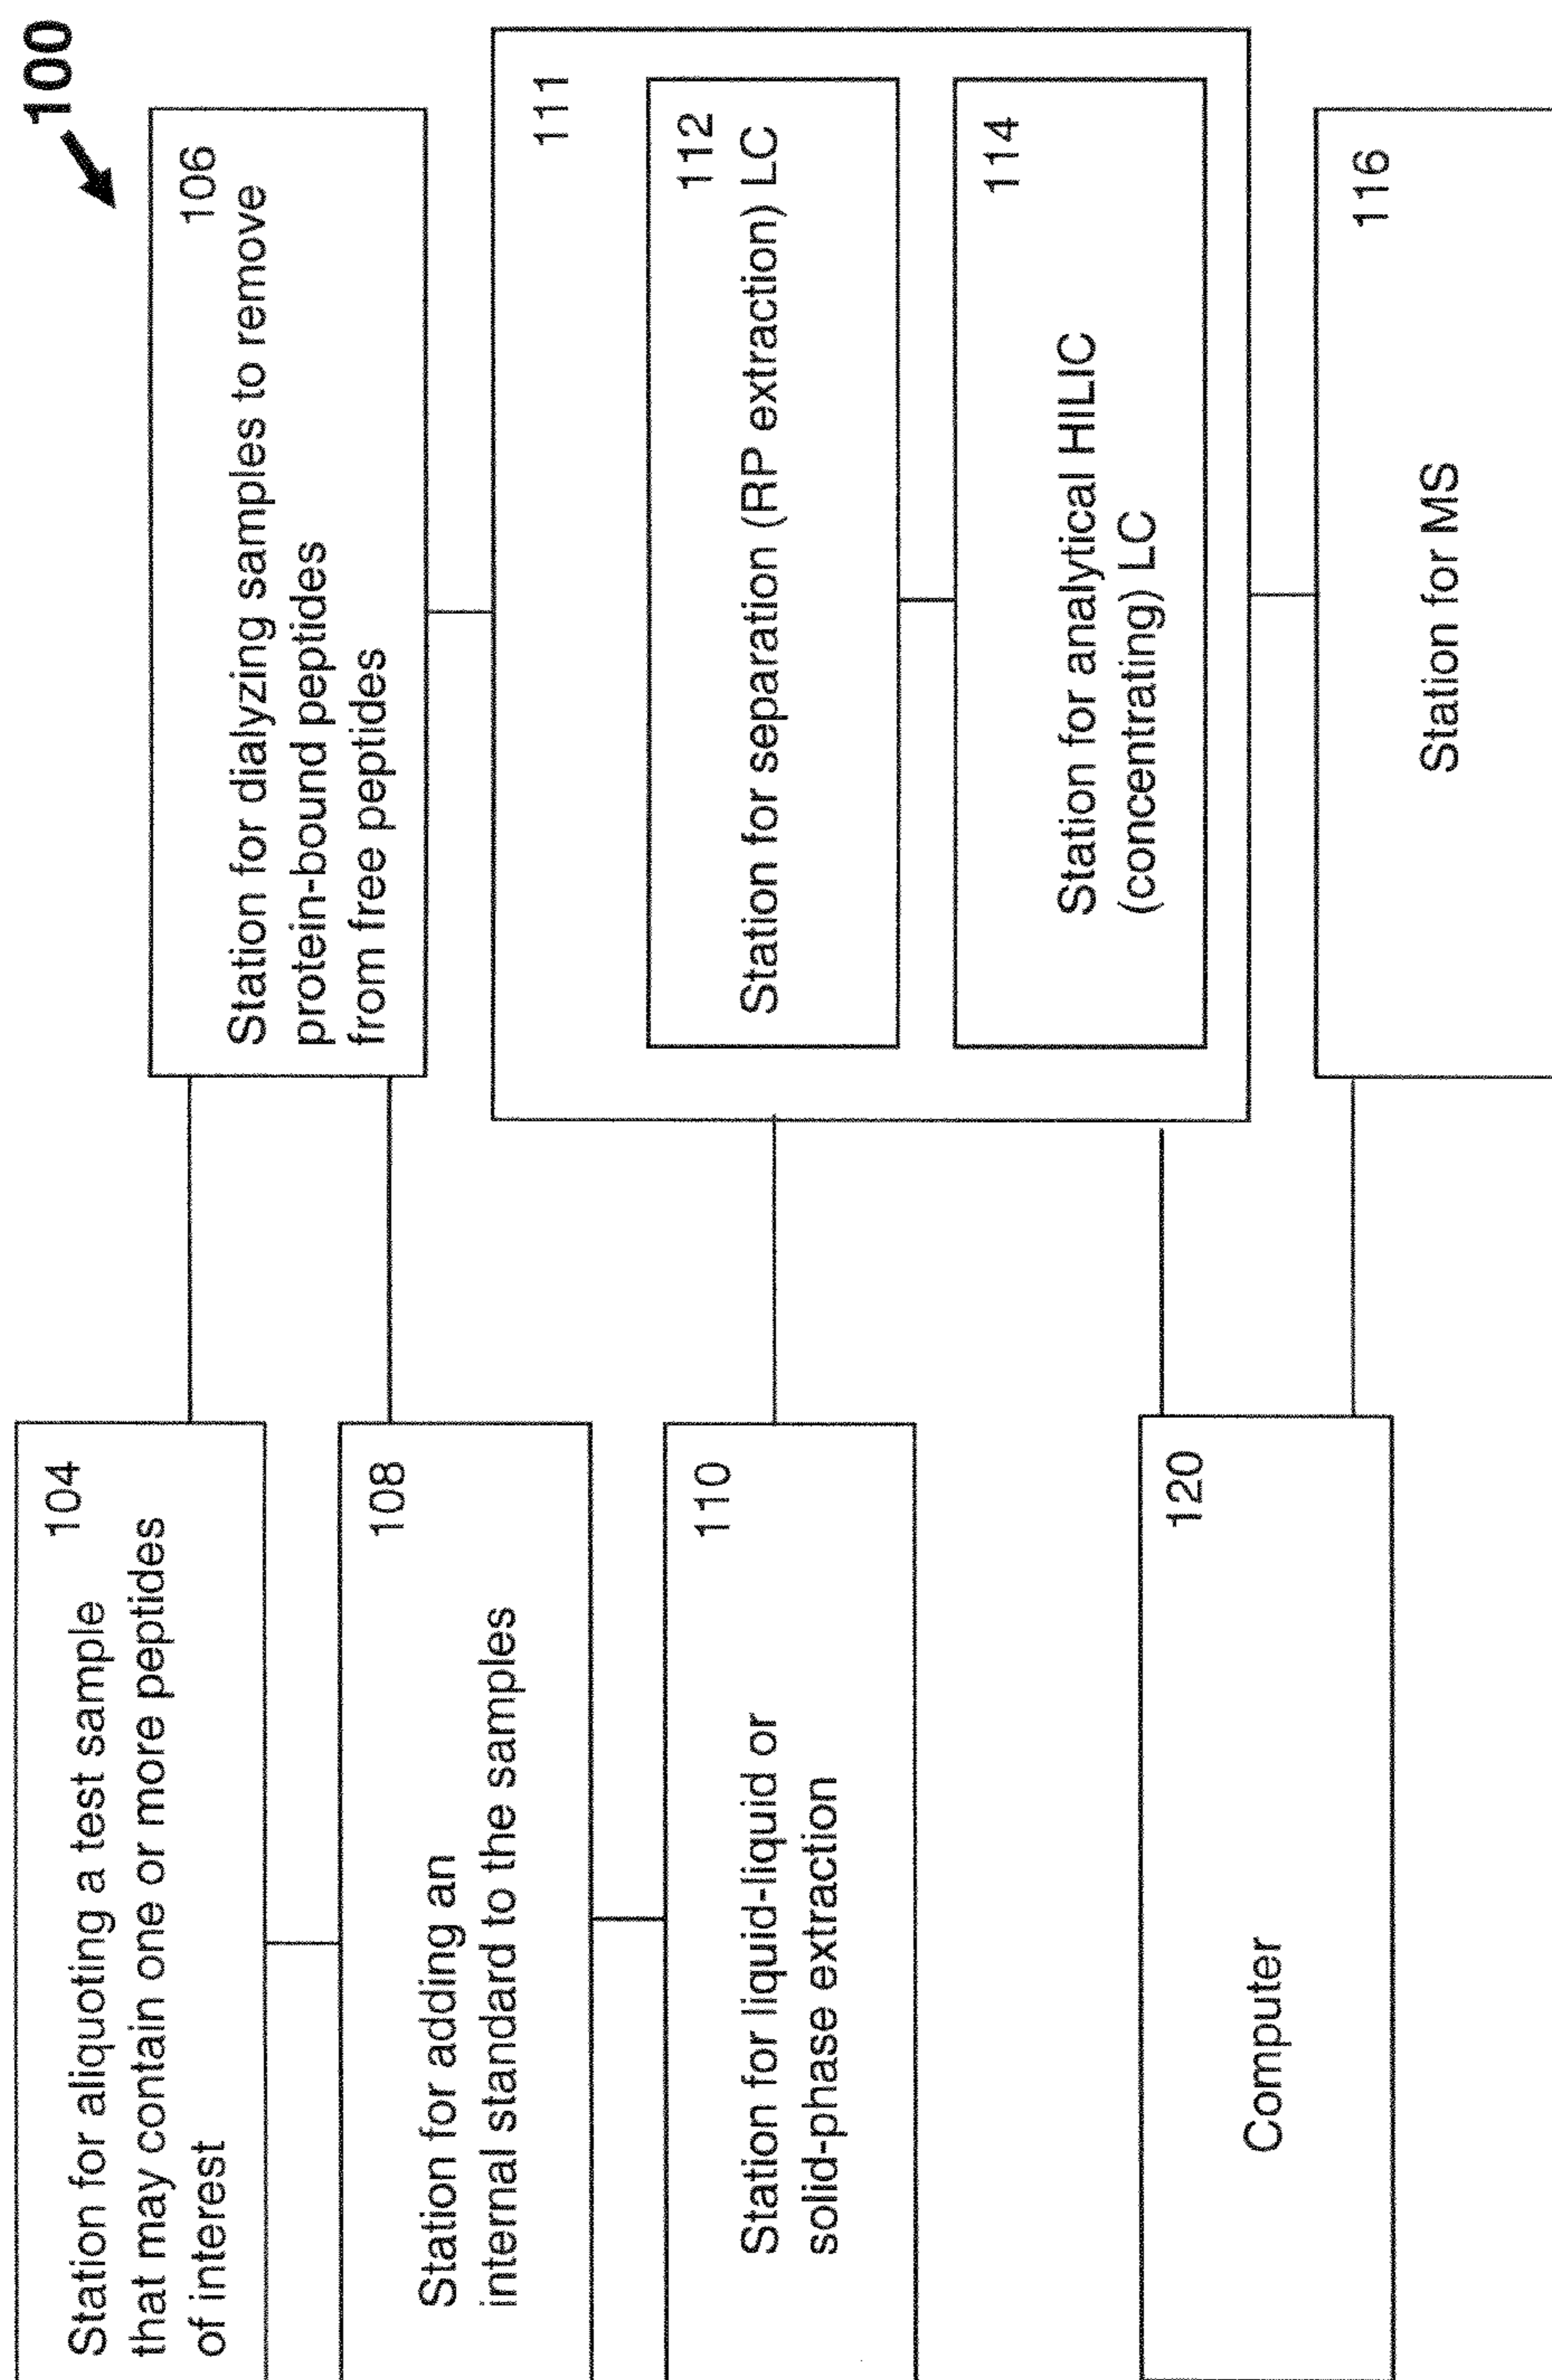 100
104
Station for aliquoting a test sample
that may contain one or more peptides
of interest
106
Station for dialyzing samples to remove
protein-bound peptides
from free peptides
108
Station for adding an
internal standard to the samples
110
Station for liquid-liquid or
solid-phase extraction
111
112
Station for separation (RP extraction) LC
114
Station for analytical HILIC
(concentrating) LC
120
Computer
116
Station for MS